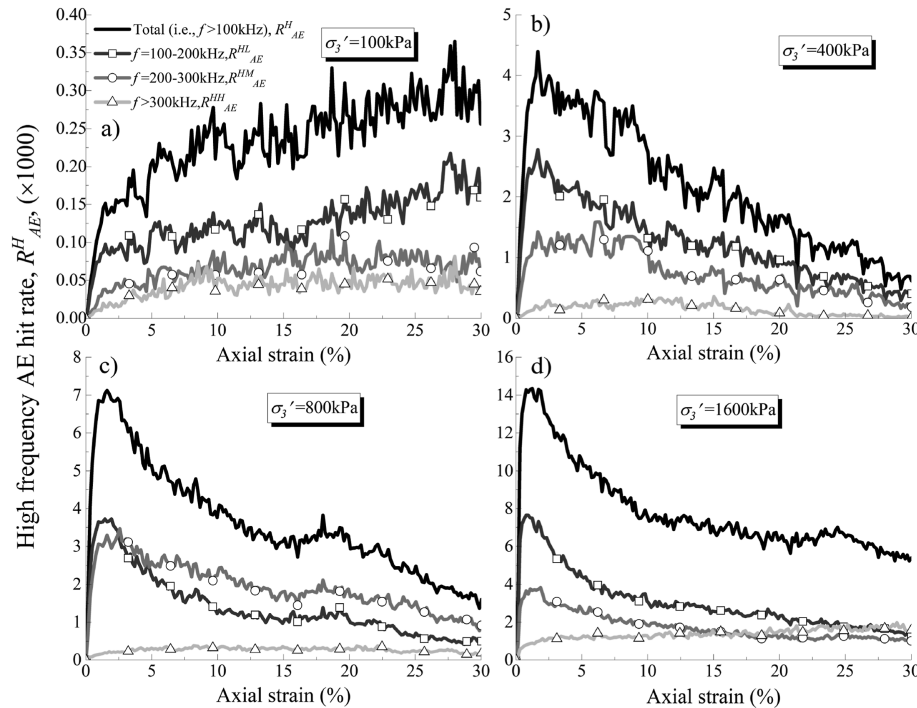 High frequency AE hit rate, R^H_AE, (×1000)
a)
Total (i.e., f >100kHz), R^H_AE
f=100-200kHz,R^HL_AE
f=200-300kHz,R^HM_AE
f>300kHz,R^HH_AE
σ3′=100kPa
0.40
0.35
0.30
0.25
0.20
0.15
0.10
0.05
0.00
0 5 10 15 20 25 30
Axial strain (%)
b)
σ3′=400kPa
5
4
3
2
1
0
0 5 10 15 20 25 30
Axial strain (%)
c)
σ3′=800kPa
8
7
6
5
4
3
2
1
0
0 5 10 15 20 25 30
Axial strain (%)
d)
σ3′=1600kPa
16
14
12
10
8
6
4
2
0
0 5 10 15 20 25 30
Axial strain (%)